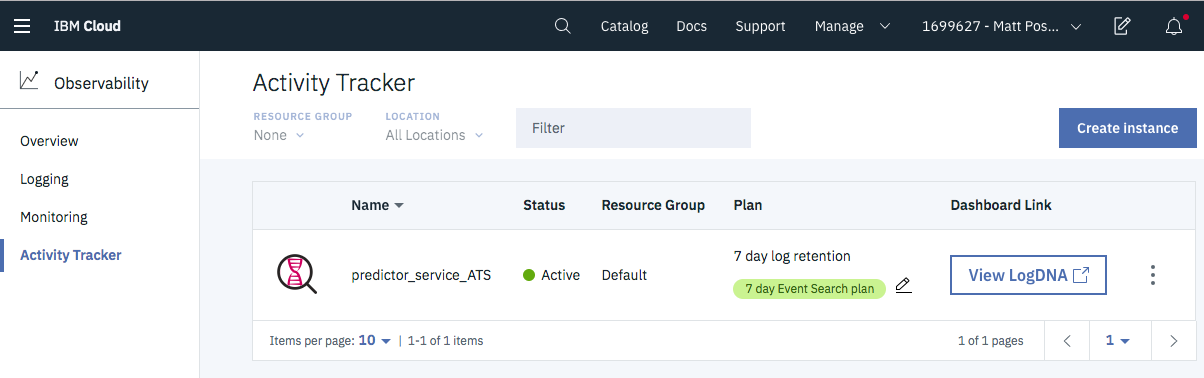 IBM Cloud
Catalog
Docs
Support
Manage
1699627 - Matt Pos...
Observability
Overview
Logging
Monitoring
Activity Tracker
Activity Tracker
RESOURCE GROUP
None
LOCATION
All Locations
Filter
Create instance
Name
Status
Resource Group
Plan
Dashboard Link
predictor_service_ATS
Active
Default
7 day log retention
7 day Event Search plan
View LogDNA
Items per page: 10
| 1-1 of 1 items
1 of 1 pages
1